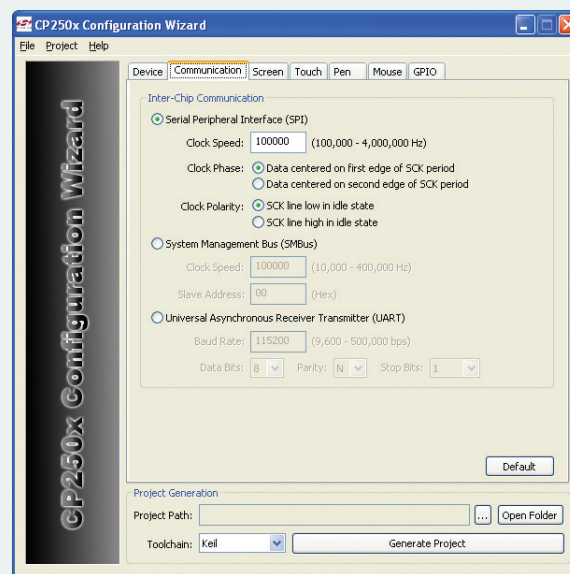 CP250x Configuration Wizard
File Project Help
CP250x Configuration Wizard
Device Communication Screen Touch Pen Mouse GPIO
Inter-Chip Communication
Serial Peripheral Interface (SPI)
Clock Speed: 100000 (100,000 - 4,000,000 Hz)
Clock Phase: Data centered on first edge of SCK period
Data centered on second edge of SCK period
Clock Polarity: SCK line low in idle state
SCK line high in idle state
System Management Bus (SMBus)
Clock Speed: 100000 (10,000 - 400,000 Hz)
Slave Address: 00 (Hex)
Universal Asynchronous Receiver Transmitter (UART)
Baud Rate: 115200 (9,600 - 500,000 bps)
Data Bits: 8 Parity: N Stop Bits: 1
Default
Project Generation
Project Path: ... Open Folder
Toolchain: Keil Generate Project